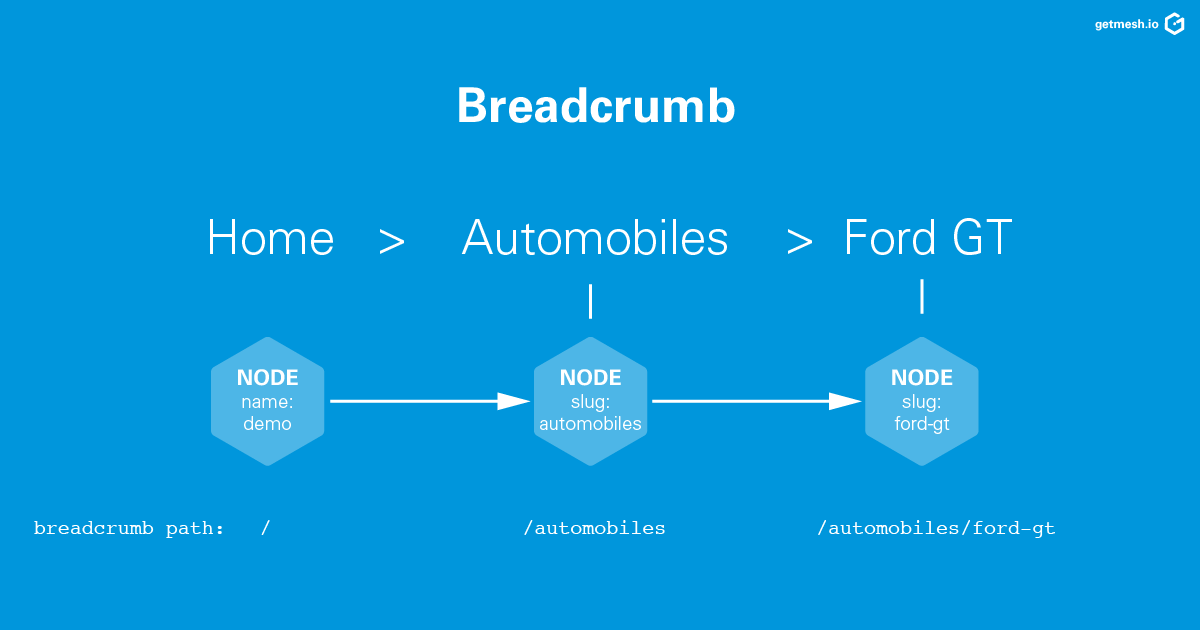 getmesh.io
Breadcrumb
Home > Automobiles > Ford GT
NODE
name:
demo
NODE
slug:
automobiles
NODE
slug:
ford-gt
breadcrumb path: / /automobiles /automobiles/ford-gt